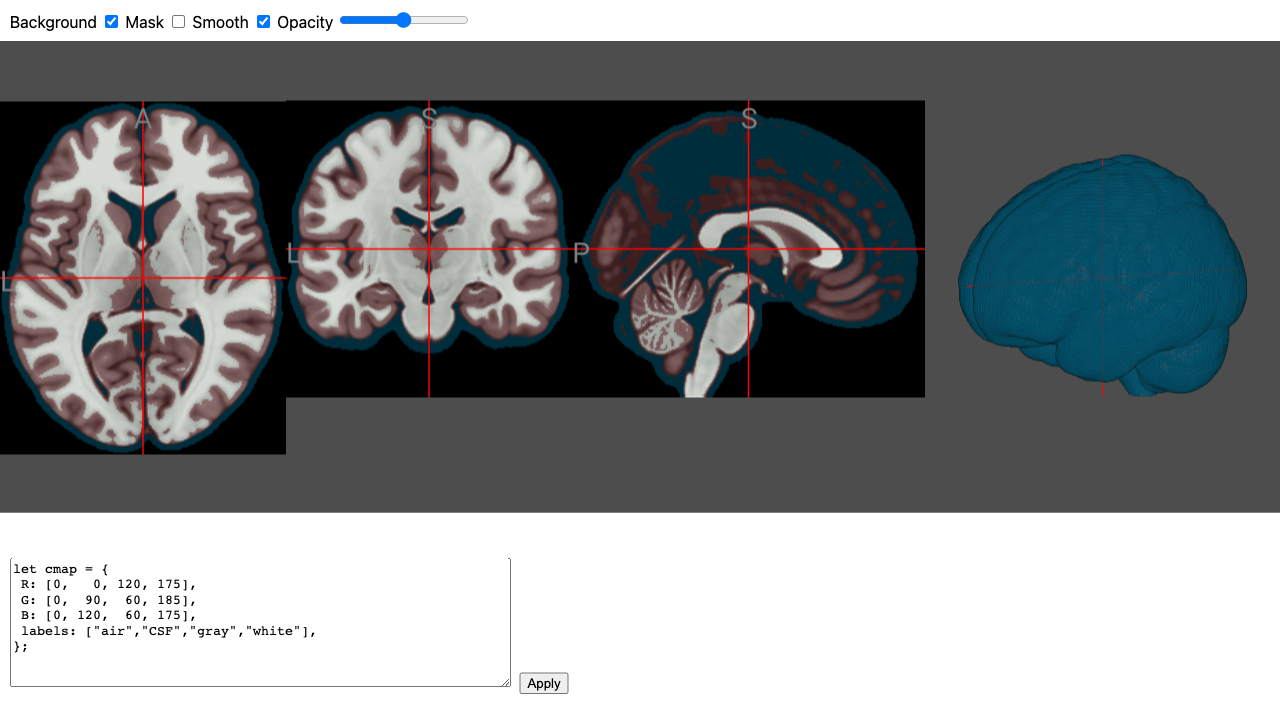 Background Mask Smooth Opacity
A
L
S
L
S
P
let cmap = {
 R: [0,   0, 120, 175],
 G: [0,  90,  60, 185],
 B: [0, 120,  60, 175],
 labels: ["air","CSF","gray","white"],
};
Apply